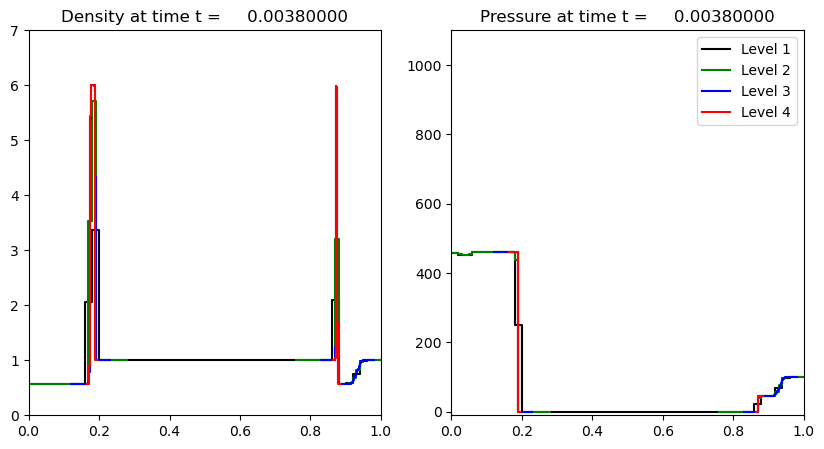 Density at time t = 0.00380000
7
6
5
4
3
2
1
0
0.0 0.2 0.4 0.6 0.8 1.0
Pressure at time t = 0.00380000
1000
800
600
400
200
0
0.0 0.2 0.4 0.6 0.8 1.0
Level 1
Level 2
Level 3
Level 4